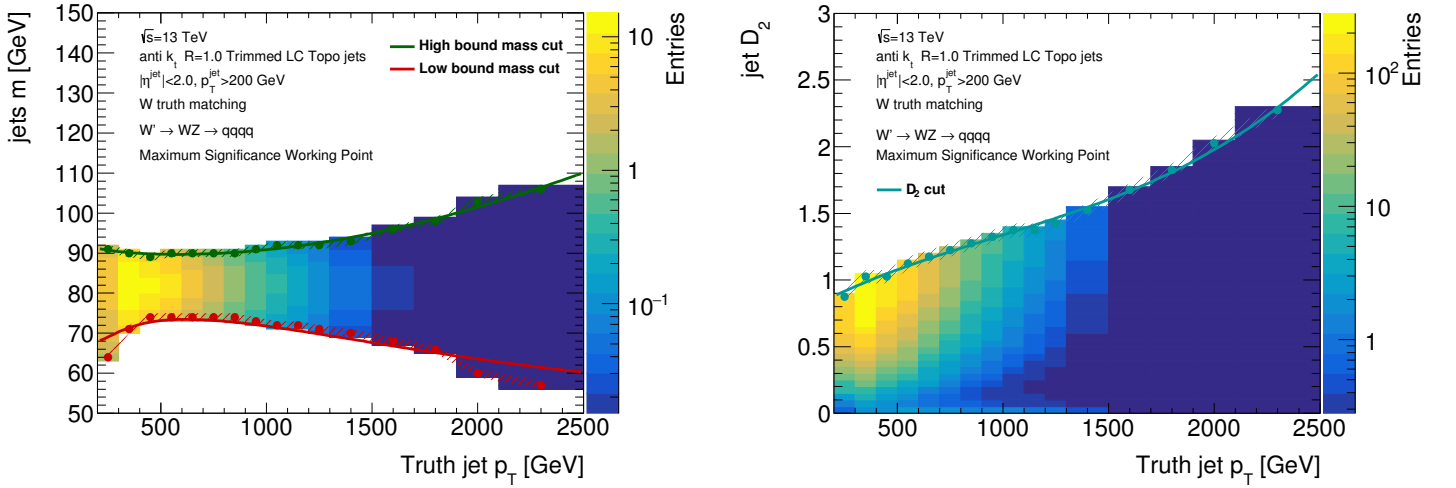 jets m [GeV]
150
140
130
120
110
100
90
80
70
60
50
√s=13 TeV
anti k_t R=1.0 Trimmed LC Topo jets
|η^jet|<2.0, p_T^jet>200 GeV
W truth matching
W' → WZ → qqqq
Maximum Significance Working Point
High bound mass cut
Low bound mass cut
500 1000 1500 2000 2500
Truth jet p_T [GeV]
Entries
10
1
10^−1
jet D_2
3
2.5
2
1.5
1
0.5
0
√s=13 TeV
anti k_t R=1.0 Trimmed LC Topo jets
|η^jet|<2.0, p_T^jet>200 GeV
W truth matching
W' → WZ → qqqq
Maximum Significance Working Point
D_2 cut
500 1000 1500 2000 2500
Truth jet p_T [GeV]
Entries
10^2
10
1